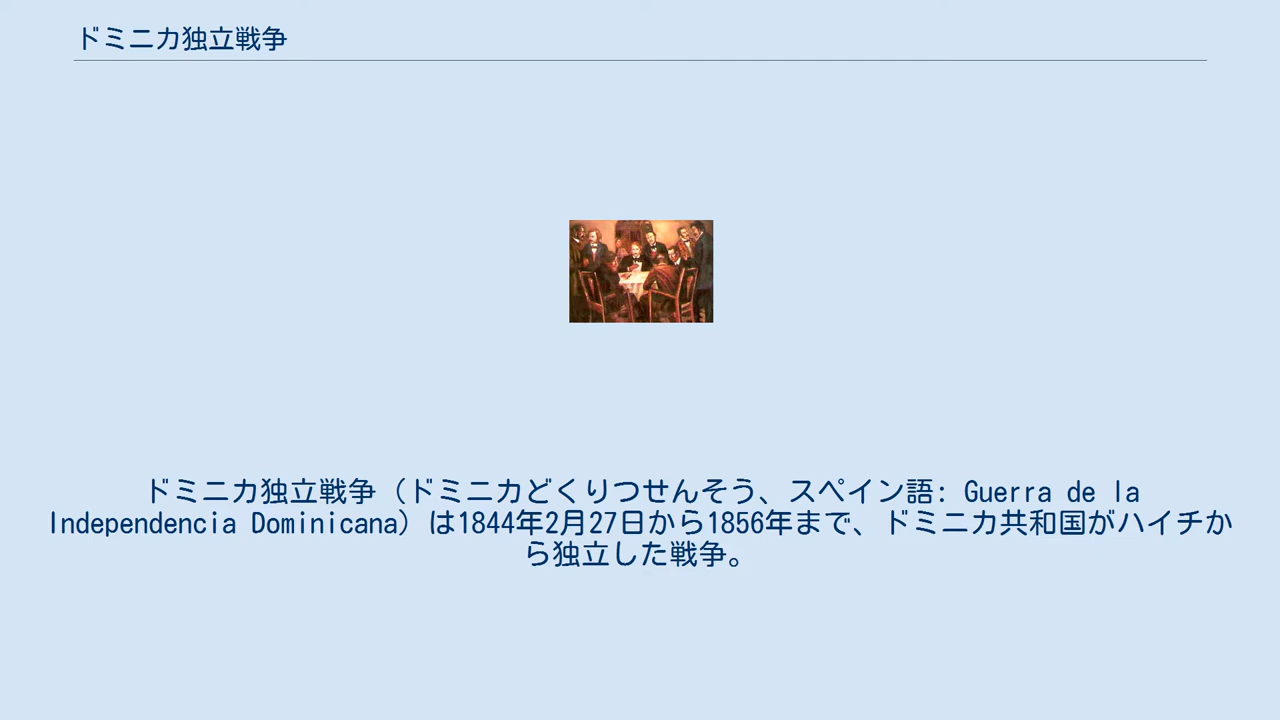 ドミニカ独立戦争
ドミニカ独立戦争（ドミニカどくりつせんそう、スペイン語: Guerra de la
Independencia Dominicana）は1844年2月27日から1856年まで、ドミニカ共和国がハイチか
ら独立した戦争。